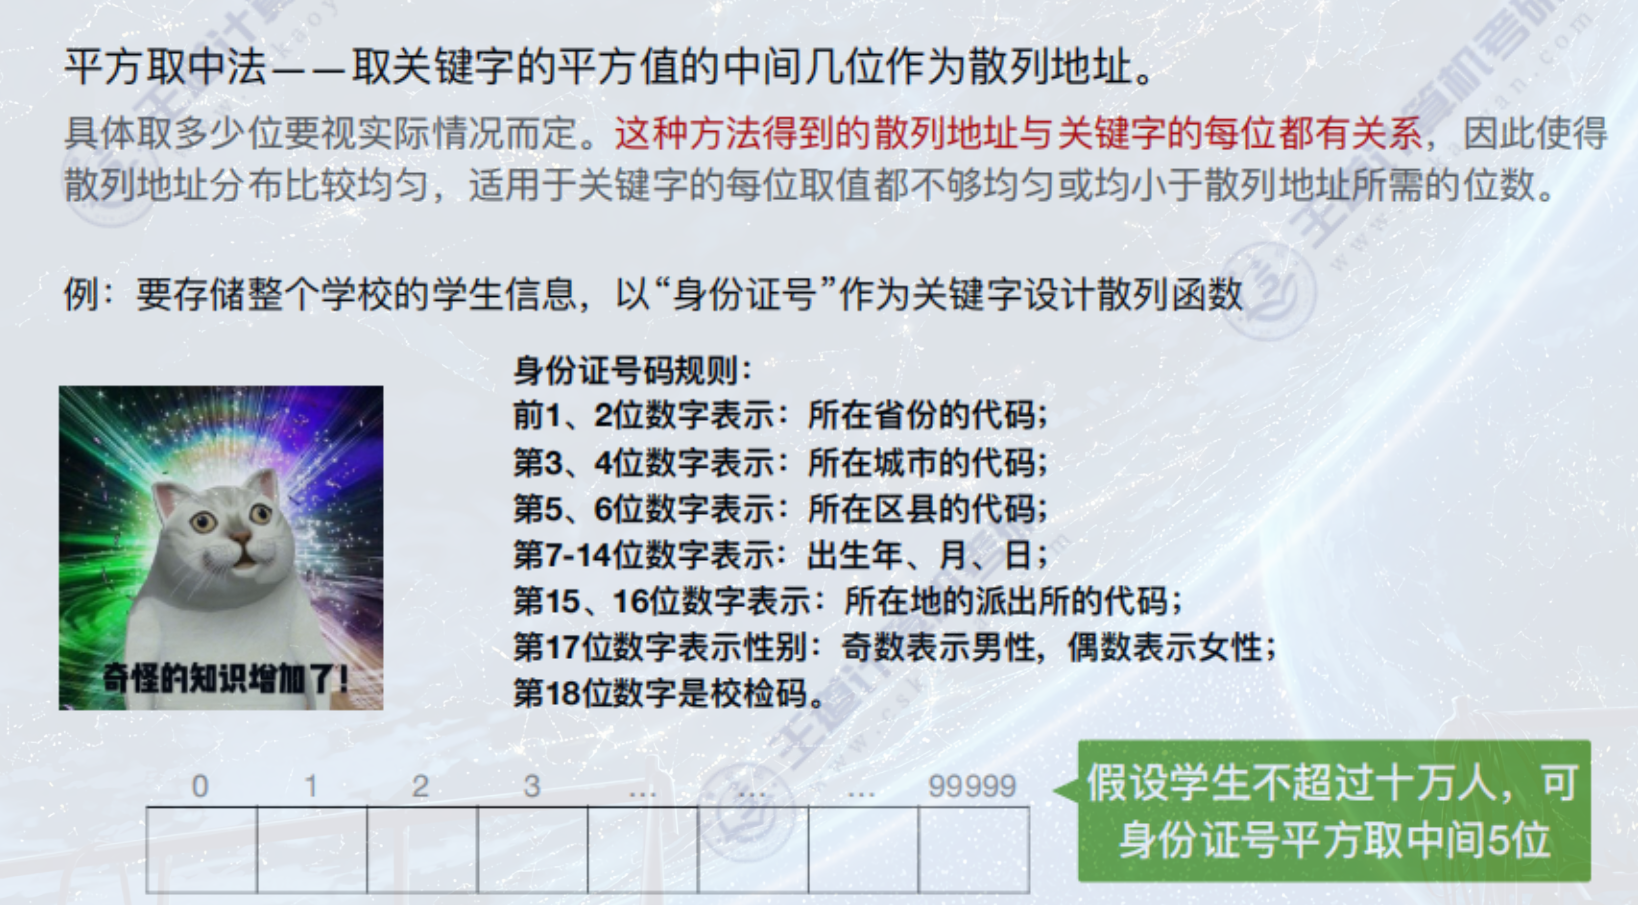 平方取中法——取关键字的平方值的中间几位作为散列地址。
具体取多少位要视实际情况而定。这种方法得到的散列地址与关键字的每位都有关系，因此使得
散列地址分布比较均匀，适用于关键字的每位取值都不够均匀或均小于散列地址所需的位数。
例：要存储整个学校的学生信息，以“身份证号”作为关键字设计散列函数
身份证号码规则：
前1、2位数字表示：所在省份的代码；
第3、4位数字表示：所在城市的代码；
第5、6位数字表示：所在区县的代码；
第7-14位数字表示：出生年、月、日；
第15、16位数字表示：所在地的派出所的代码；
第17位数字表示性别：奇数表示男性，偶数表示女性；
第18位数字是校检码。
奇怪的知识增加了！
0 1 2 3 ... ... ... 99999
假设学生不超过十万人，可
身份证号平方取中间5位